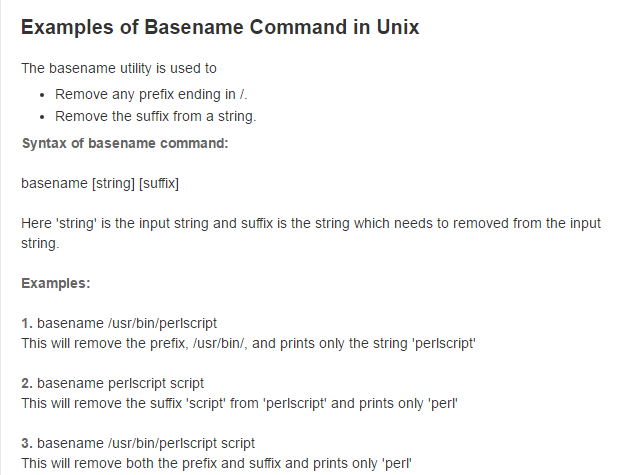 Examples of Basename Command in Unix
The basename utility is used to
• Remove any prefix ending in /.
• Remove the suffix from a string.
Syntax of basename command:
basename [string] [suffix]
Here 'string' is the input string and suffix is the string which needs to removed from the input
string.
Examples:
1. basename /usr/bin/perlscript
This will remove the prefix, /usr/bin/, and prints only the string 'perlscript'
2. basename perlscript script
This will remove the suffix 'script' from 'perlscript' and prints only 'perl'
3. basename /usr/bin/perlscript script
This will remove both the prefix and suffix and prints only 'perl'